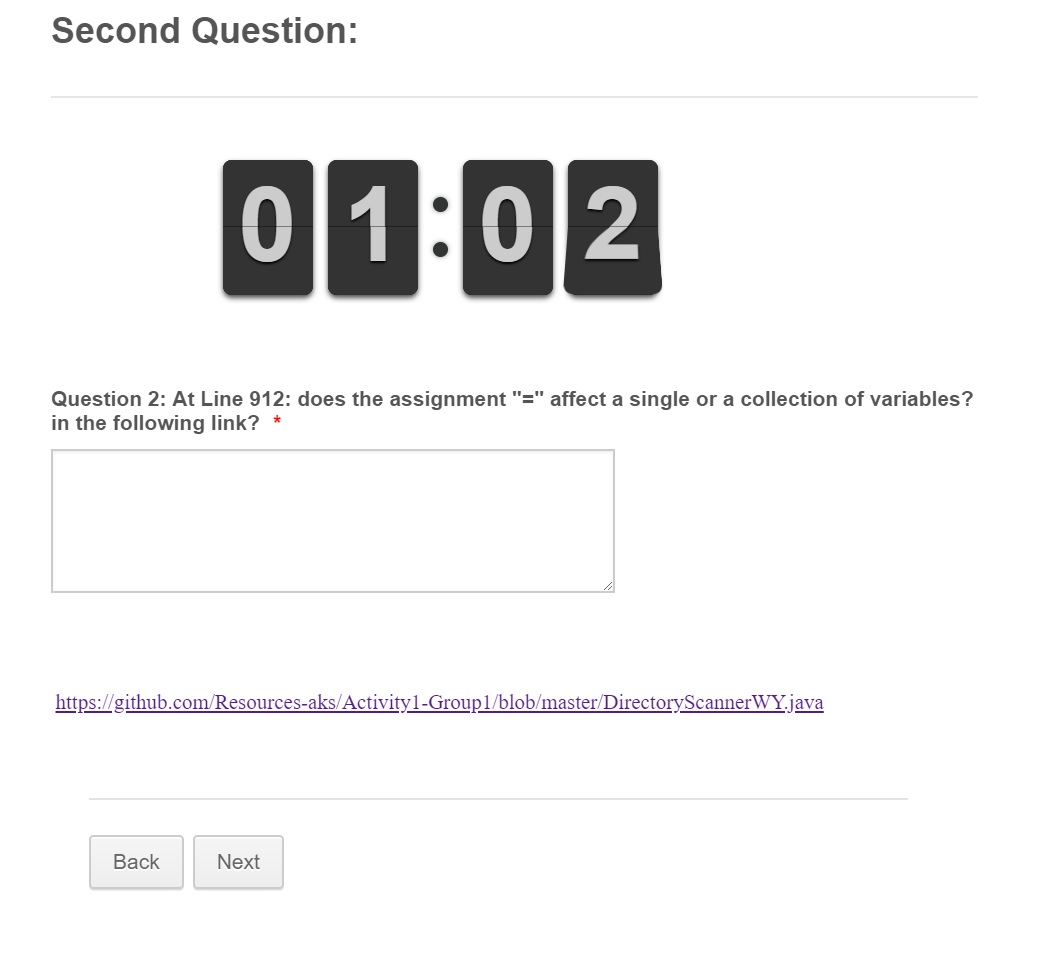 Second Question:
01:02
Question 2: At Line 912: does the assignment "=" affect a single or a collection of variables?
in the following link? *
https://github.com/Resources-aks/Activity1-Group1/blob/master/DirectoryScannerWY.java
Back Next